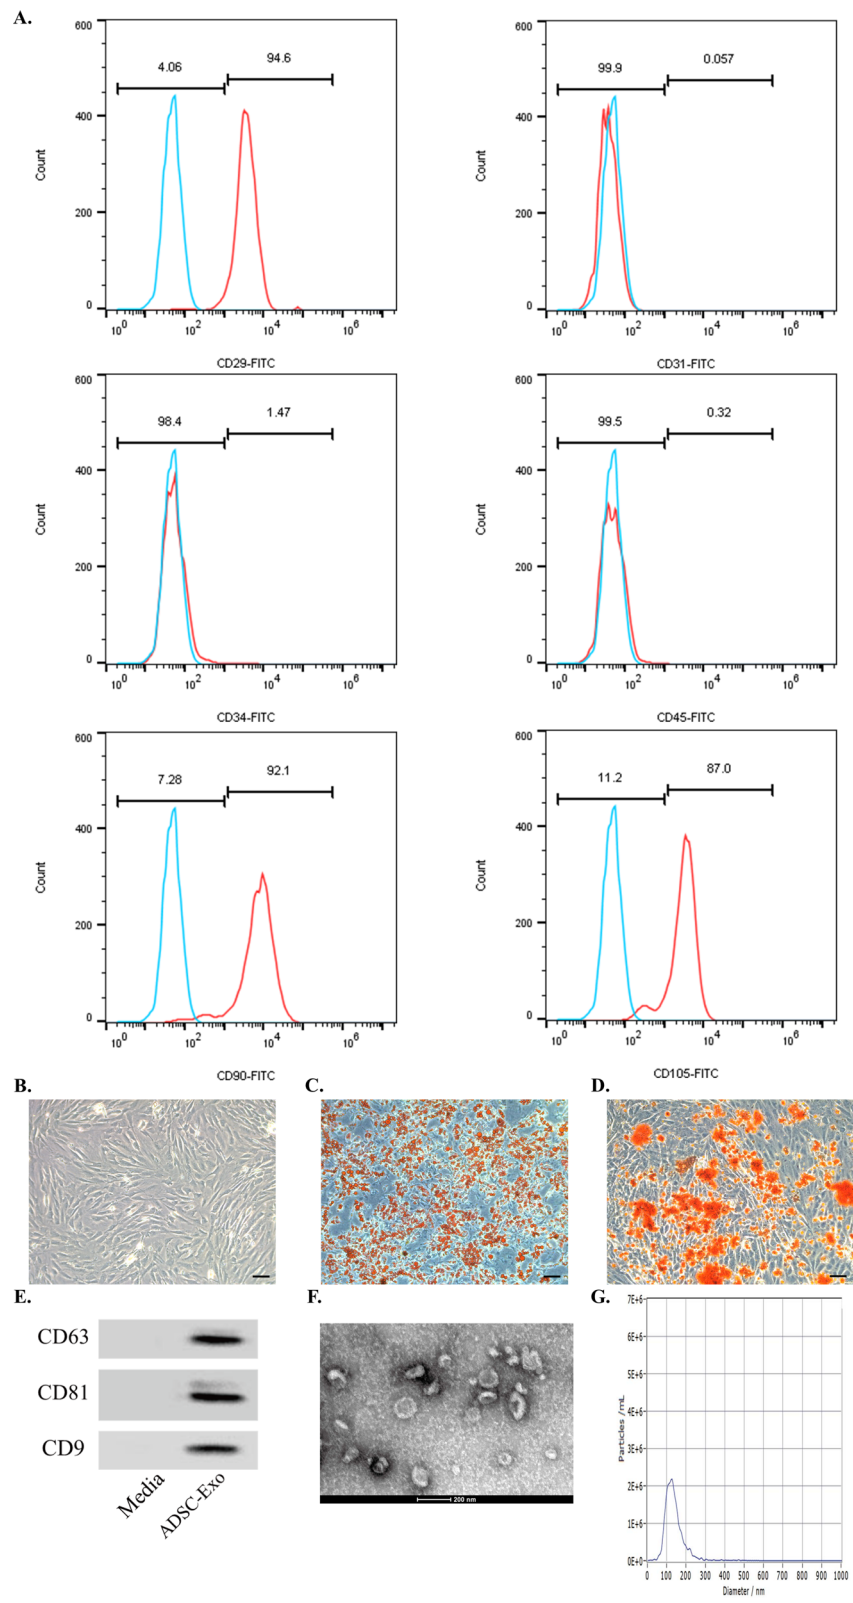 A.
600
400
200
0
Count
4.06
94.6
10^0
10^2
10^4
10^6
CD29-FITC
600
400
200
0
Count
99.9
0.057
10^0
10^2
10^4
10^6
CD31-FITC
600
400
200
0
Count
98.4
1.47
10^0
10^2
10^4
10^6
CD34-FITC
600
400
200
0
Count
99.5
0.32
10^0
10^2
10^4
10^6
CD45-FITC
600
400
200
0
Count
7.28
92.1
10^0
10^2
10^4
10^6
CD90-FITC
600
400
200
0
Count
11.2
87.0
10^0
10^2
10^4
10^6
CD105-FITC
B.
C.
D.
E.
CD63
CD81
CD9
Media
ADSC-Exo
F.
200 nm
G.
7E+6
6E+6
5E+6
4E+6
3E+6
2E+6
1E+6
0E+0
Particles / mL
0 100 200 300 400 500 600 700 800 900 1000
Diameter / nm